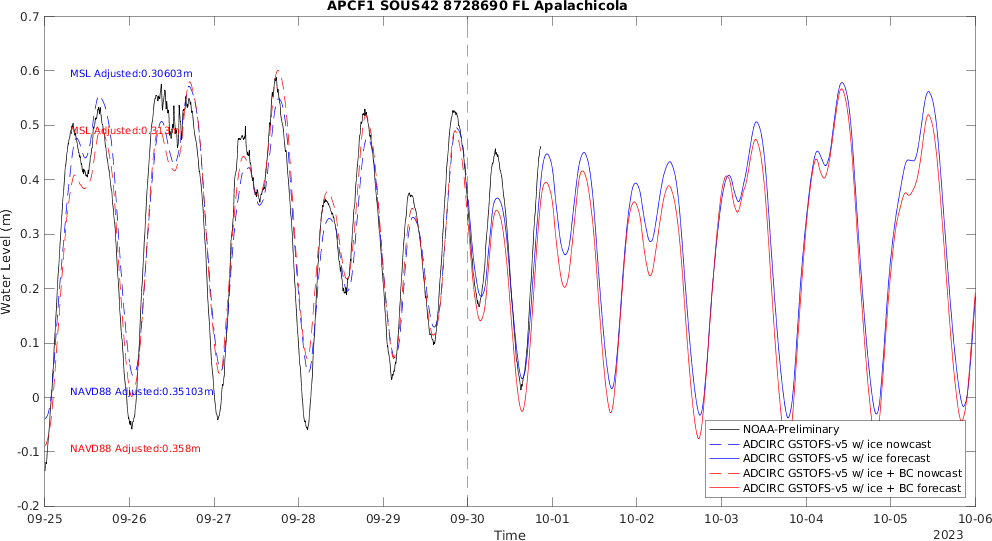 APCF1 SOUS42 8728690 FL Apalachicola
0.7
0.6
0.5
0.4
0.3
0.2
0.1
0
-0.1
-0.2
Water Level (m)
MSL Adjusted:0.30603m
MSL Adjusted:0.313m
NAVD88 Adjusted:0.35103m
NAVD88 Adjusted:0.358m
NOAA-Preliminary
ADCIRC GSTOFS-v5 w/ ice nowcast
ADCIRC GSTOFS-v5 w/ ice forecast
ADCIRC GSTOFS-v5 w/ ice + BC nowcast
ADCIRC GSTOFS-v5 w/ ice + BC forecast
09-25 09-26 09-27 09-28 09-29 09-30 10-01 10-02 10-03 10-04 10-05 10-06
Time
2023